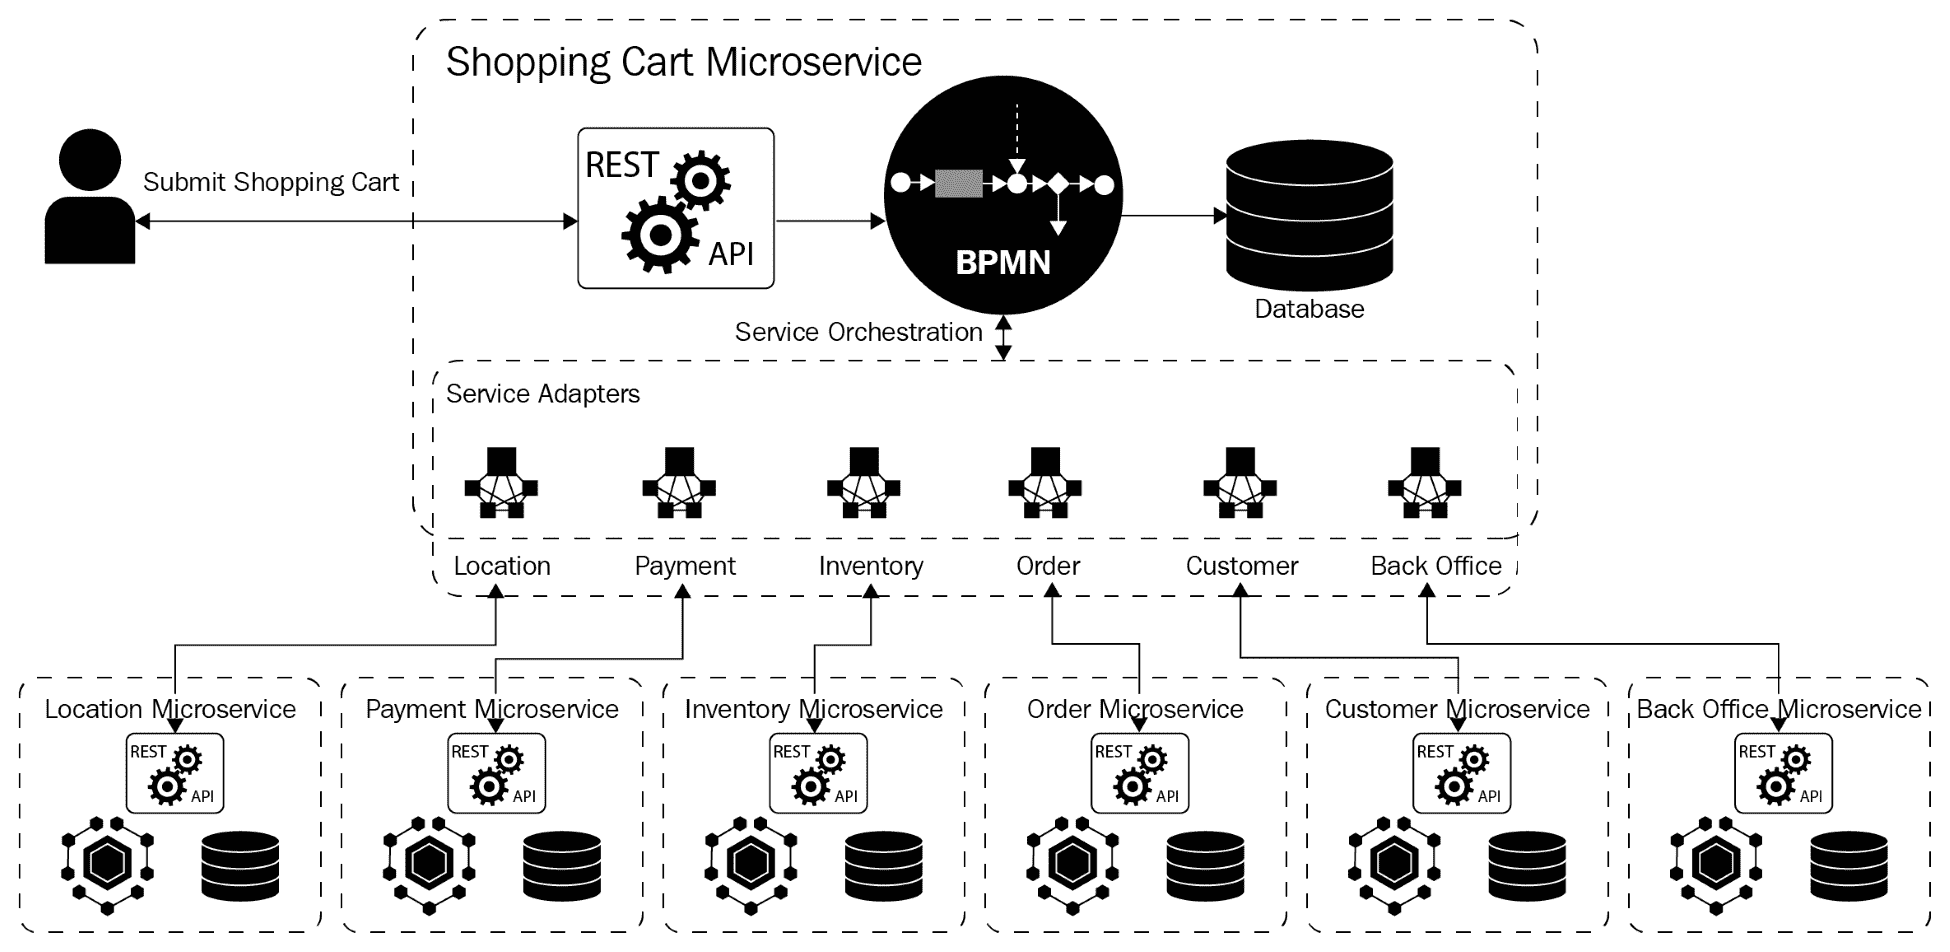 Shopping Cart Microservice
Submit Shopping Cart
REST
API
BPMN
Database
Service Orchestration
Service Adapters
Location
Payment
Inventory
Order
Customer
Back Office
Location Microservice
Payment Microservice
Inventory Microservice
Order Microservice
Customer Microservice
Back Office Microservice
REST
API
REST
API
REST
API
REST
API
REST
API
REST
API